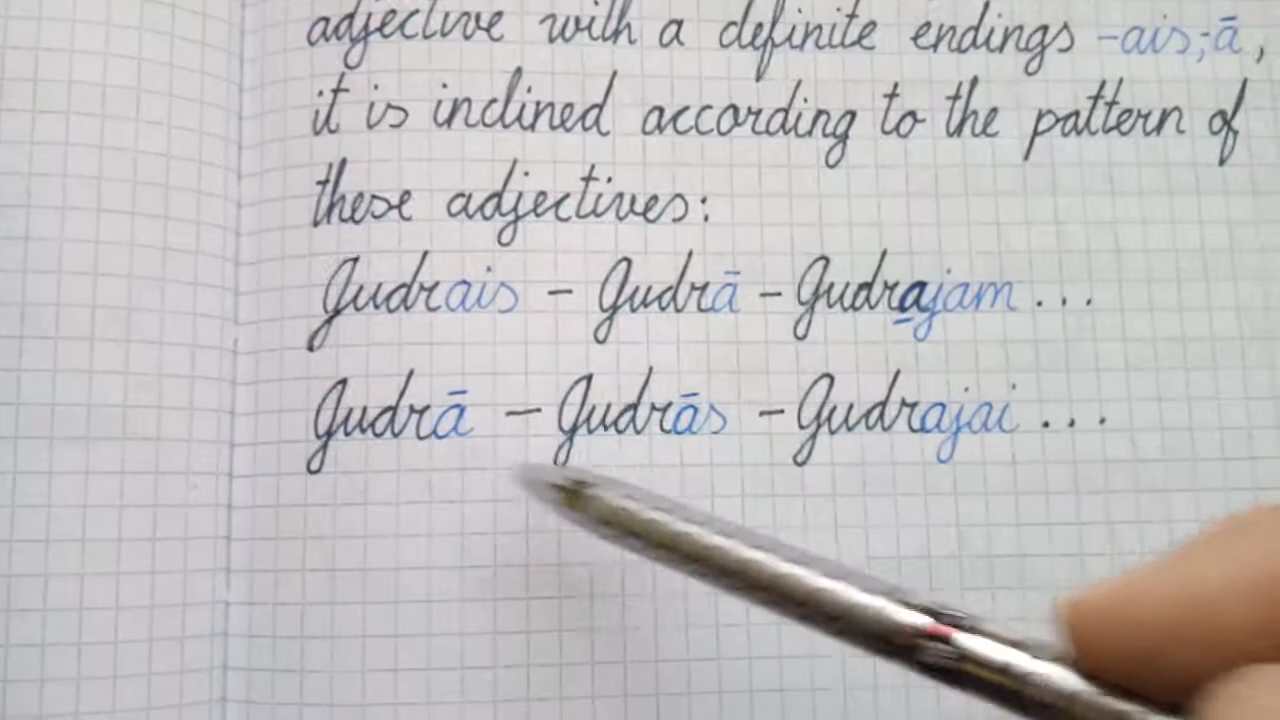 adjective with a definite endings -ais;-ā,
it is inclined according to the pattern of
these adjectives:
gudrais - gudrā - gudrajam ...
gudrā - gudrās - gudrajai ...